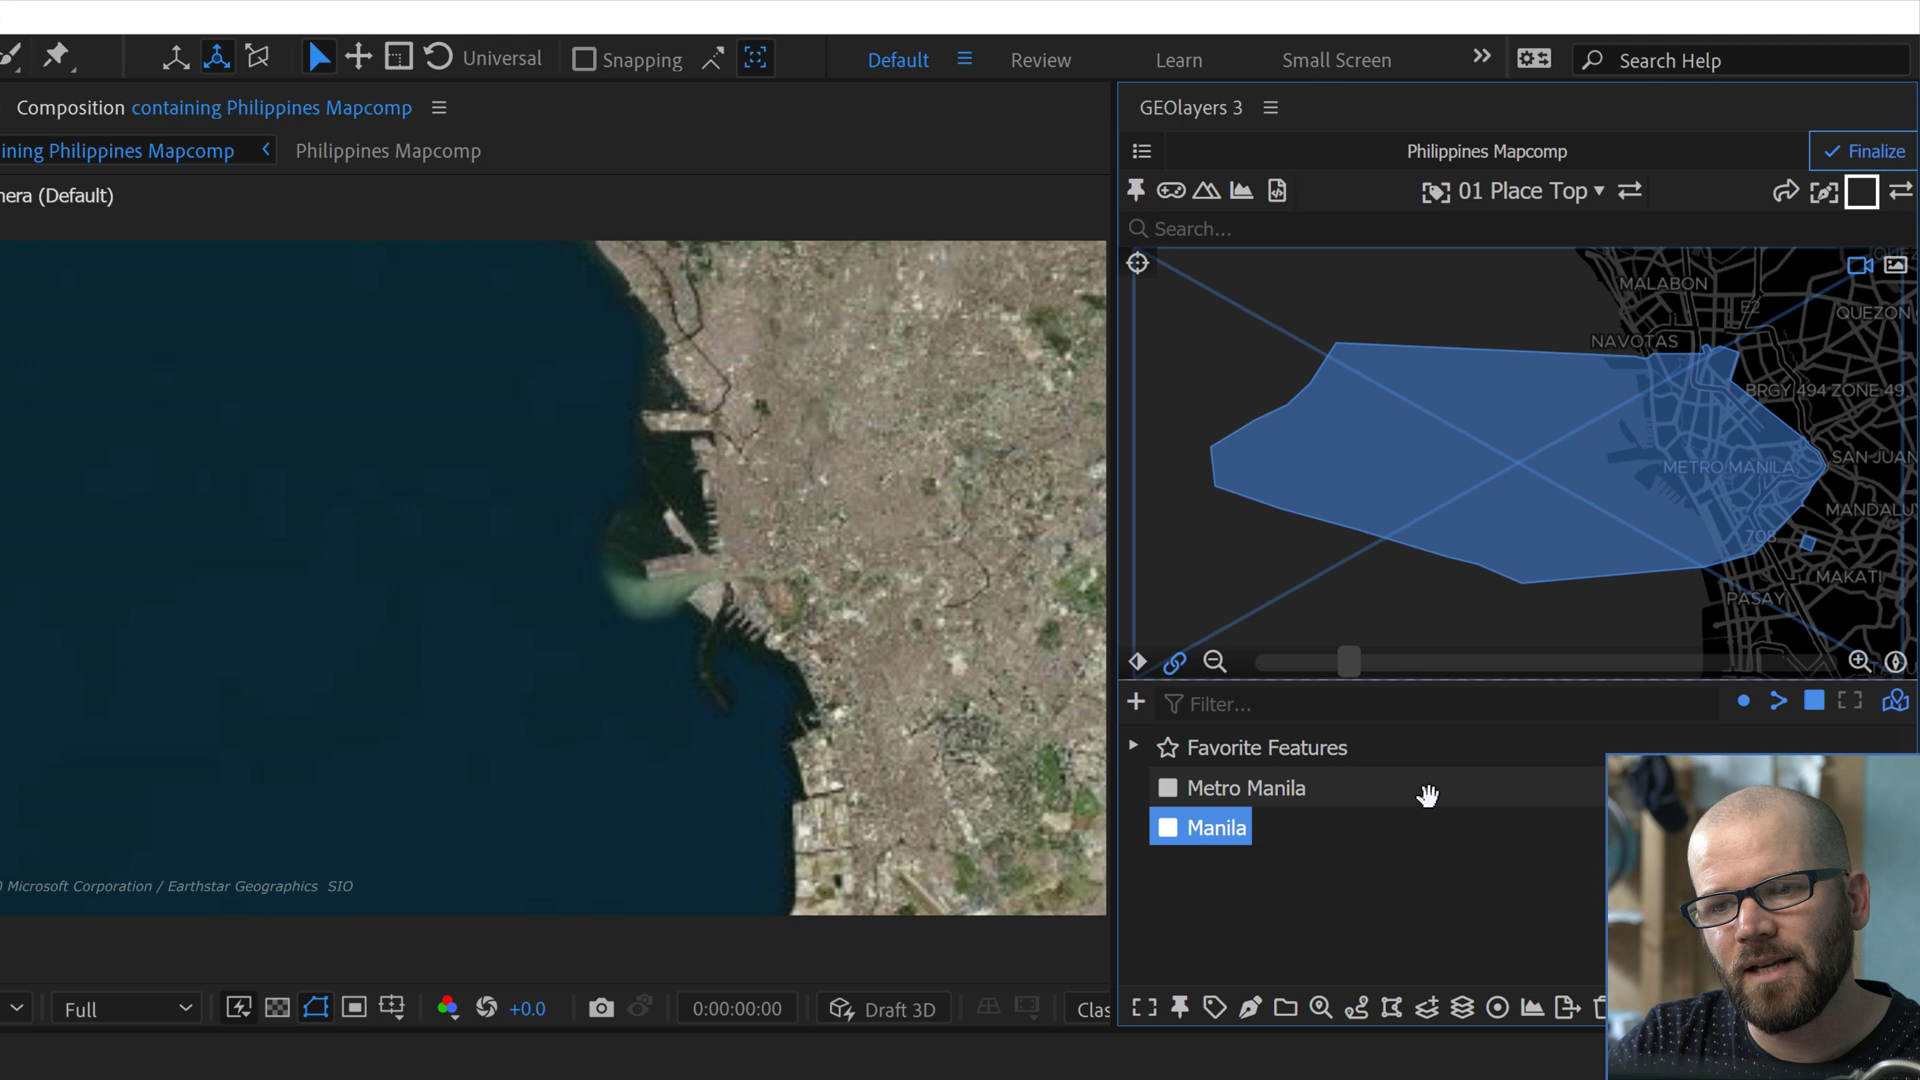 Universal
Snapping
Default
Review
Learn
Small Screen
Search Help
Composition containing Philippines Mapcomp
ining Philippines Mapcomp
Philippines Mapcomp
nera (Default)
GEOlayers 3
Philippines Mapcomp
Finalize
01 Place Top
Search...
MALABON
E2
QUEZON
NAVOTAS
BRGY 494 ZONE 49
METRO MANILA
SAN JUAN
MANDALU
708
MAKATI
PASAY
Filter...
Favorite Features
Metro Manila
Manila
Microsoft Corporation / Earthstar Geographics SIO
Full
+0.0
0:00:00:00
Draft 3D
Clas